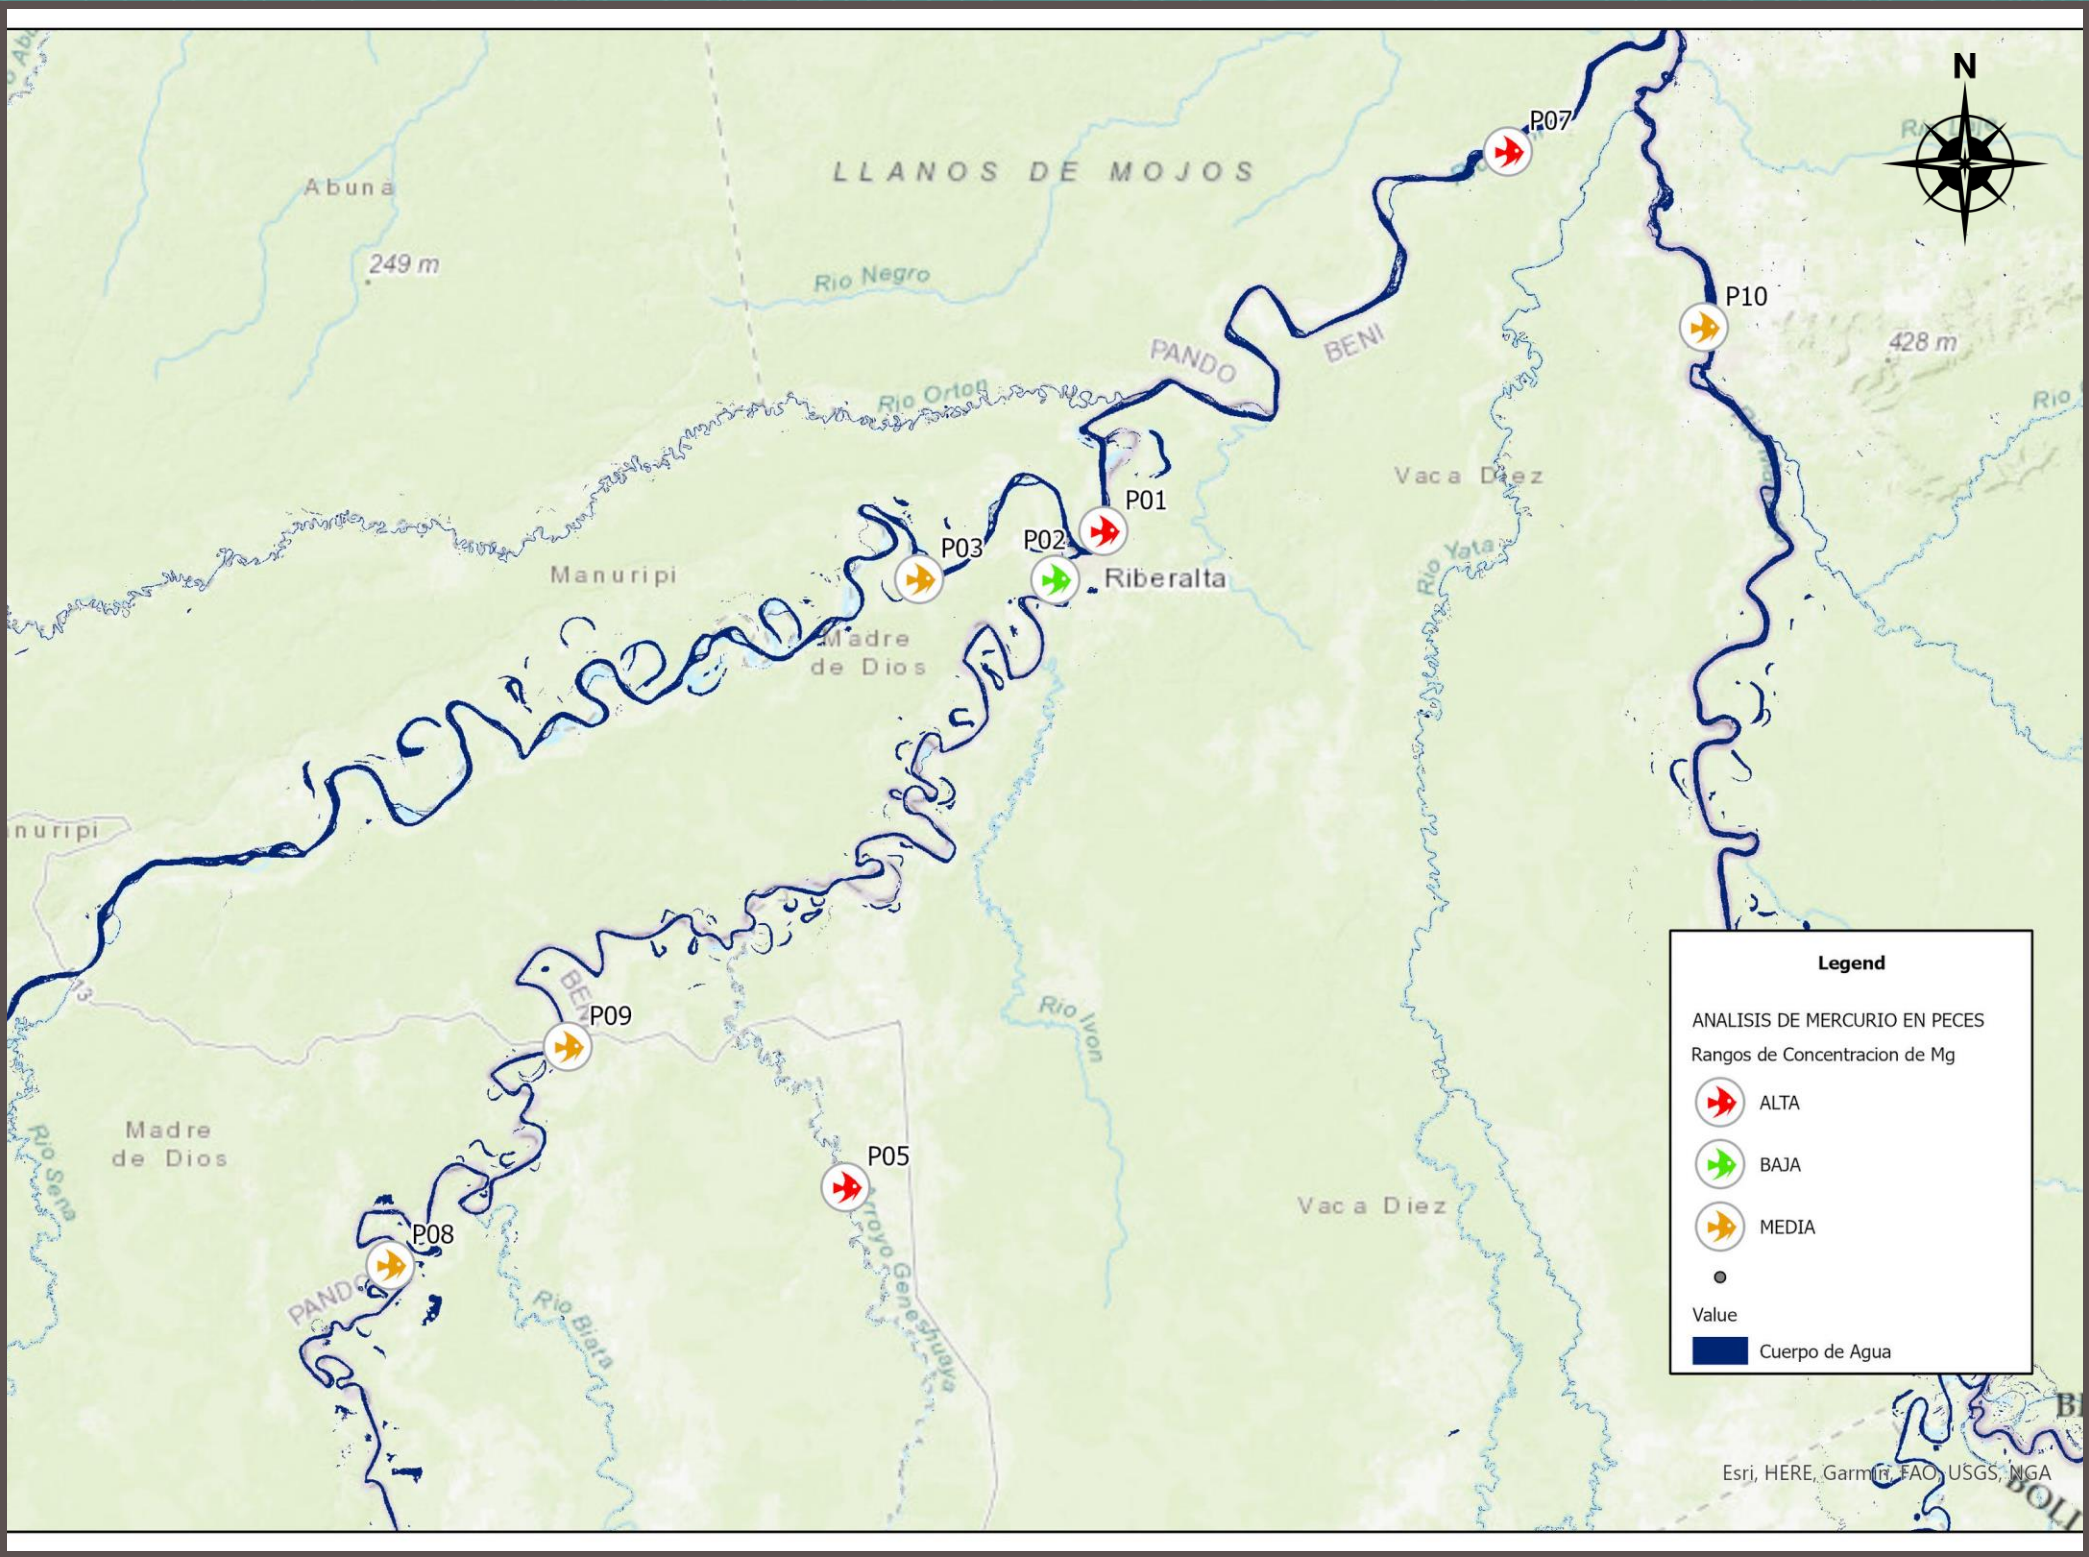 N
P07
LLANOS DE MOJOS
Abuna
249 m
Rio Negro
P10
PANDO
BENI
428 m
Rio Orton
Rio
Vaca Diez
P01
P02
P03
Riberalta
Rio Yata
Manuripi
Madre
de Dios
nuripi
13
BENI
P09
Rio Ivon
Madre
de Dios
Rio Sena
P05
Arroyo Geneshuaya
Vaca Diez
P08
PANDO
Rio Biata
Legend
ANALISIS DE MERCURIO EN PECES
Rangos de Concentracion de Mg
ALTA
BAJA
MEDIA
Value
Cuerpo de Agua
Esri, HERE, Garmin, FAO, USGS, NGA
BOLI